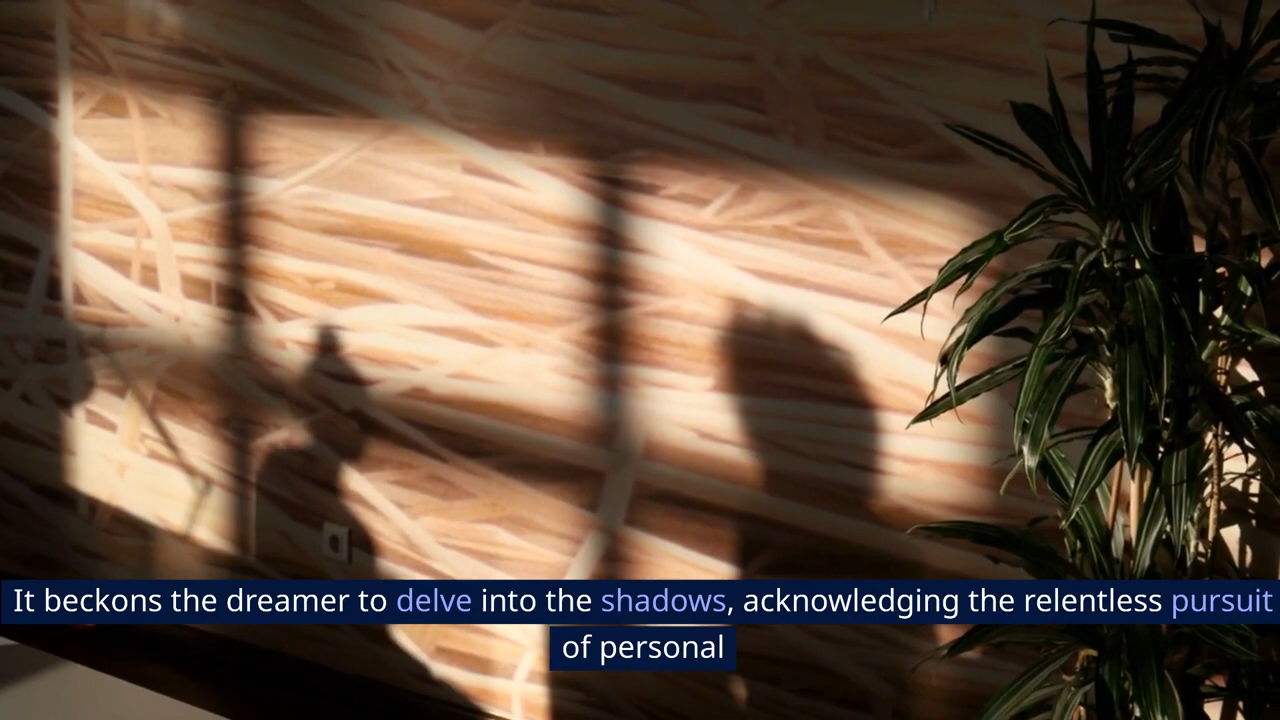 It beckons the dreamer to delve into the shadows, acknowledging the relentless pursuit
of personal